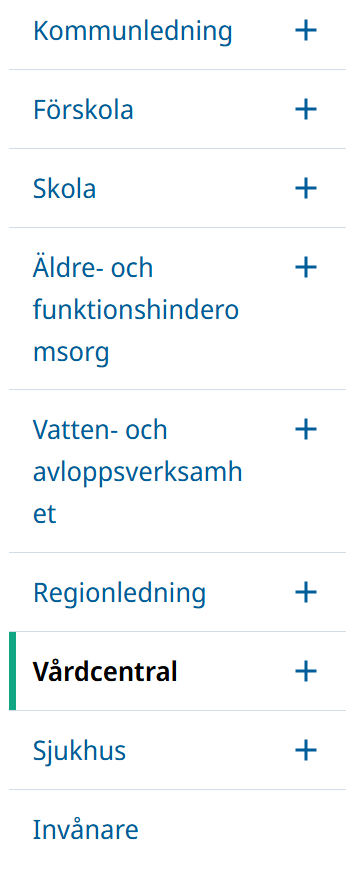 Kommunledning
Förskola
Skola
Äldre- och
funktionshindero
msorg
Vatten- och
avloppsverksamh
et
Regionledning
Vårdcentral
Sjukhus
Invånare